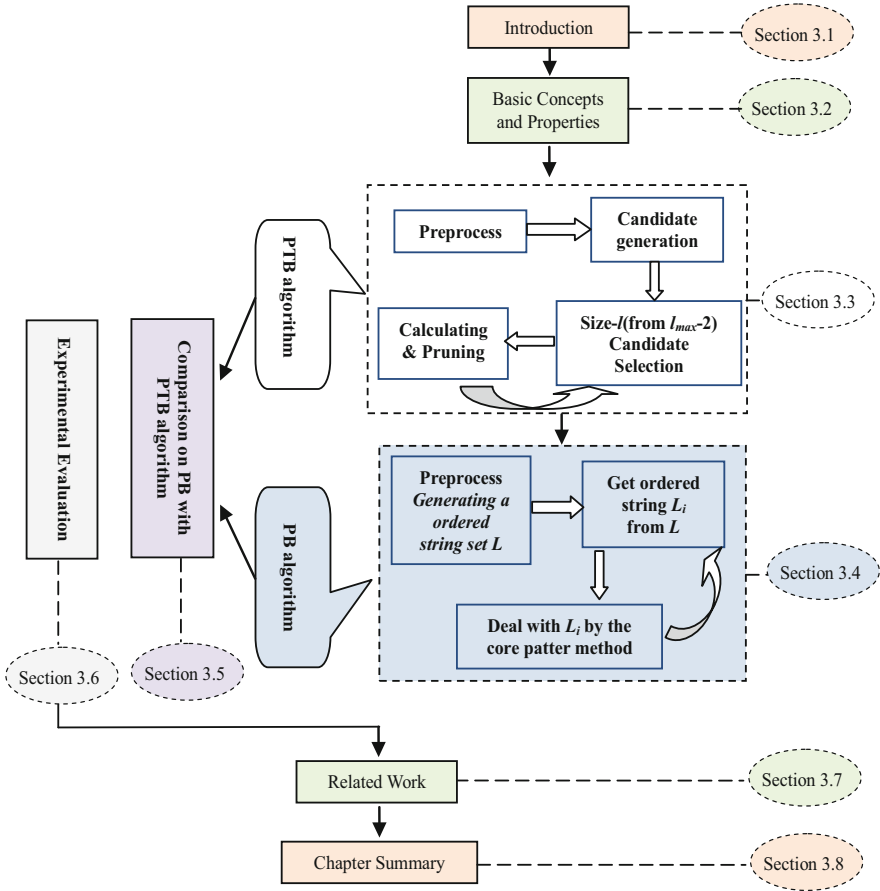 Introduction
Section 3.1
Basic Concepts
and Properties
Section 3.2
PTB algorithm
Preprocess
Candidate
generation
Section 3.3
Calculating
& Pruning
Size-l(from lmax-2)
Candidate
Selection
Experimental Evaluation
Comparison on PB with
PTB algorithm
PB algorithm
Preprocess
Generating a
ordered
string set L
Get ordered
string Li
from L
Section 3.4
Deal with Li by the
core patter method
Section 3.6
Section 3.5
Related Work
Section 3.7
Chapter Summary
Section 3.8